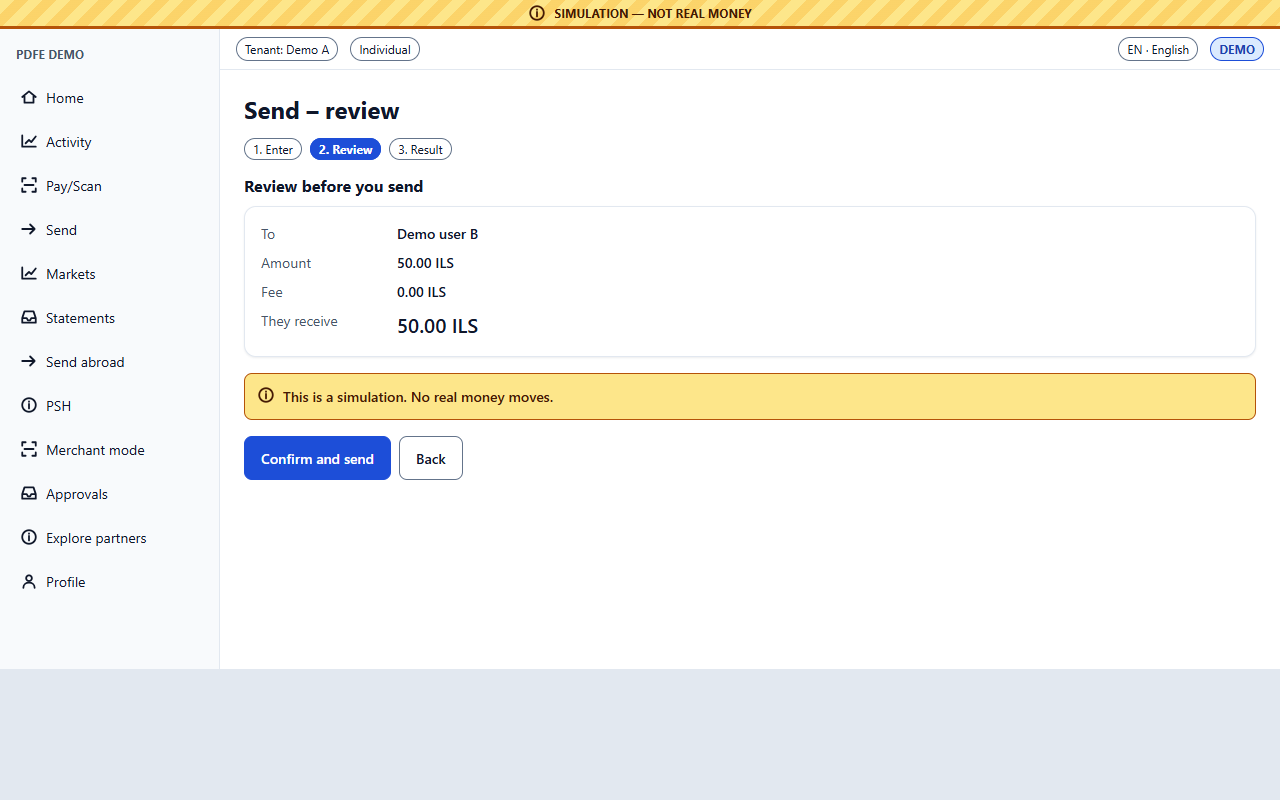 SIMULATION — NOT REAL MONEY
PDFE DEMO
Tenant: Demo A
Individual
EN · English
DEMO
Home
Activity
Pay/Scan
Send
Markets
Statements
Send abroad
PSH
Merchant mode
Approvals
Explore partners
Profile
Send – review
1. Enter
2. Review
3. Result
Review before you send
To Demo user B
Amount 50.00 ILS
Fee 0.00 ILS
They receive 50.00 ILS
This is a simulation. No real money moves.
Confirm and send
Back